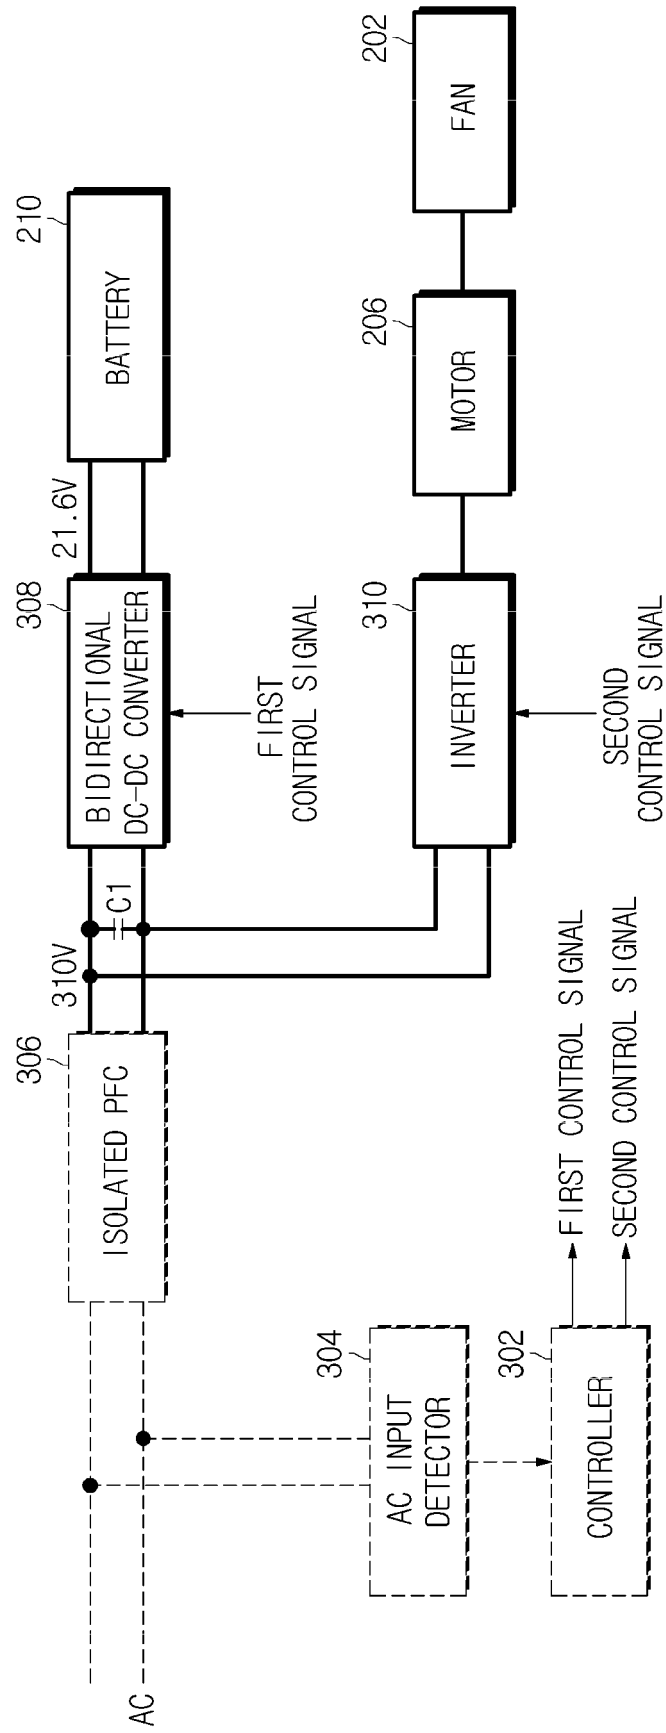 AC
306
ISOLATED PFC
310V
C1
308
BIDIRECTIONAL
DC-DC CONVERTER
21.6V
210
BATTERY
FIRST
CONTROL SIGNAL
304
AC INPUT
DETECTOR
310
INVERTER
206
MOTOR
202
FAN
SECOND
CONTROL SIGNAL
302
CONTROLLER
FIRST CONTROL SIGNAL
SECOND CONTROL SIGNAL